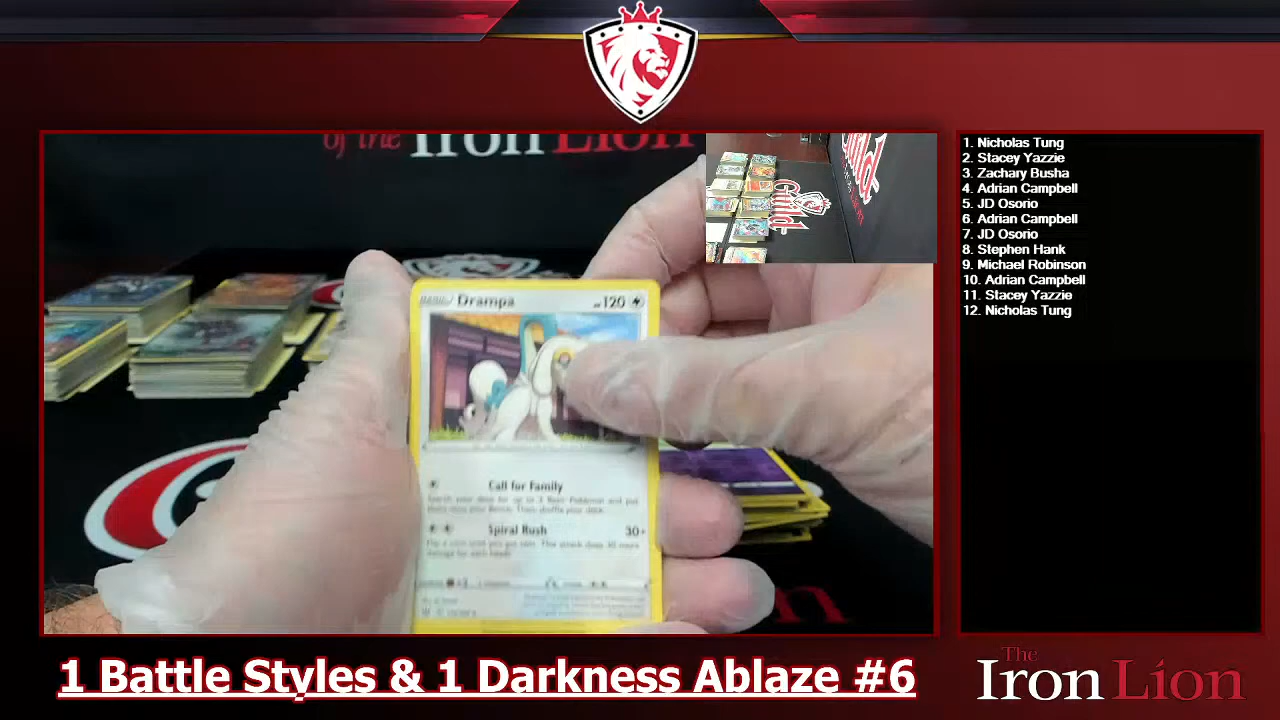 of the Iron Lion
Guild
1. Nicholas Tung
2. Stacey Yazzie
3. Zachary Busha
4. Adrian Campbell
5. JD Osorio
6. Adrian Campbell
7. JD Osorio
8. Stephen Hank
9. Michael Robinson
10. Adrian Campbell
11. Stacey Yazzie
12. Nicholas Tung
BASIC Drampa 120
Call for Family
Spiral Rush 30+
1 Battle Styles & 1 Darkness Ablaze #6
The
Iron Lion